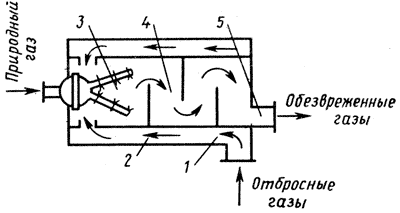 Природный
газ
3
4
5
Обезвреженные
газы
2
1
Отбросные
газы